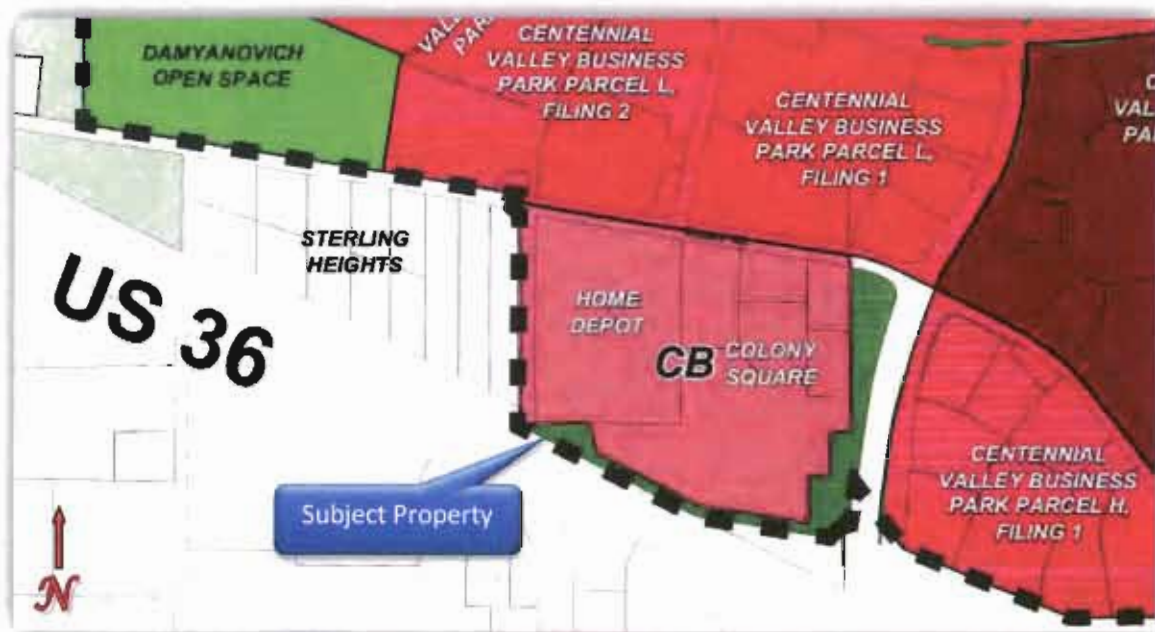 DAMYANOVICH
OPEN SPACE
CENTENNIAL
VALLEY BUSINESS
PARK PARCEL L,
FILING 2
CENTENNIAL
VALLEY BUSINESS
PARK PARCEL L,
FILING 1
STERLING
HEIGHTS
US 36
HOME
DEPOT
CB
COLONY
SQUARE
CENTENNIAL
VALLEY BUSINESS
PARK PARCEL H,
FILING 1
Subject Property
N